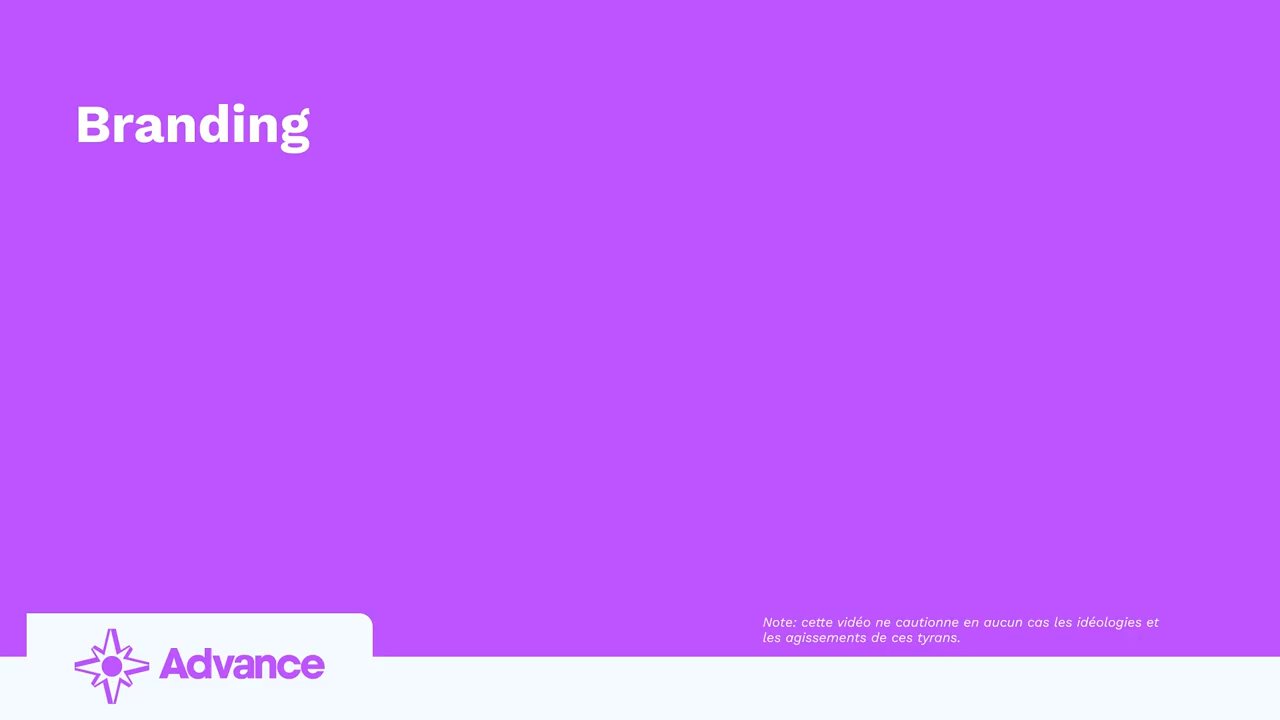 Branding
Note: cette vidéo ne cautionne en aucun cas les idéologies et
les agissements de ces tyrans.
Advance